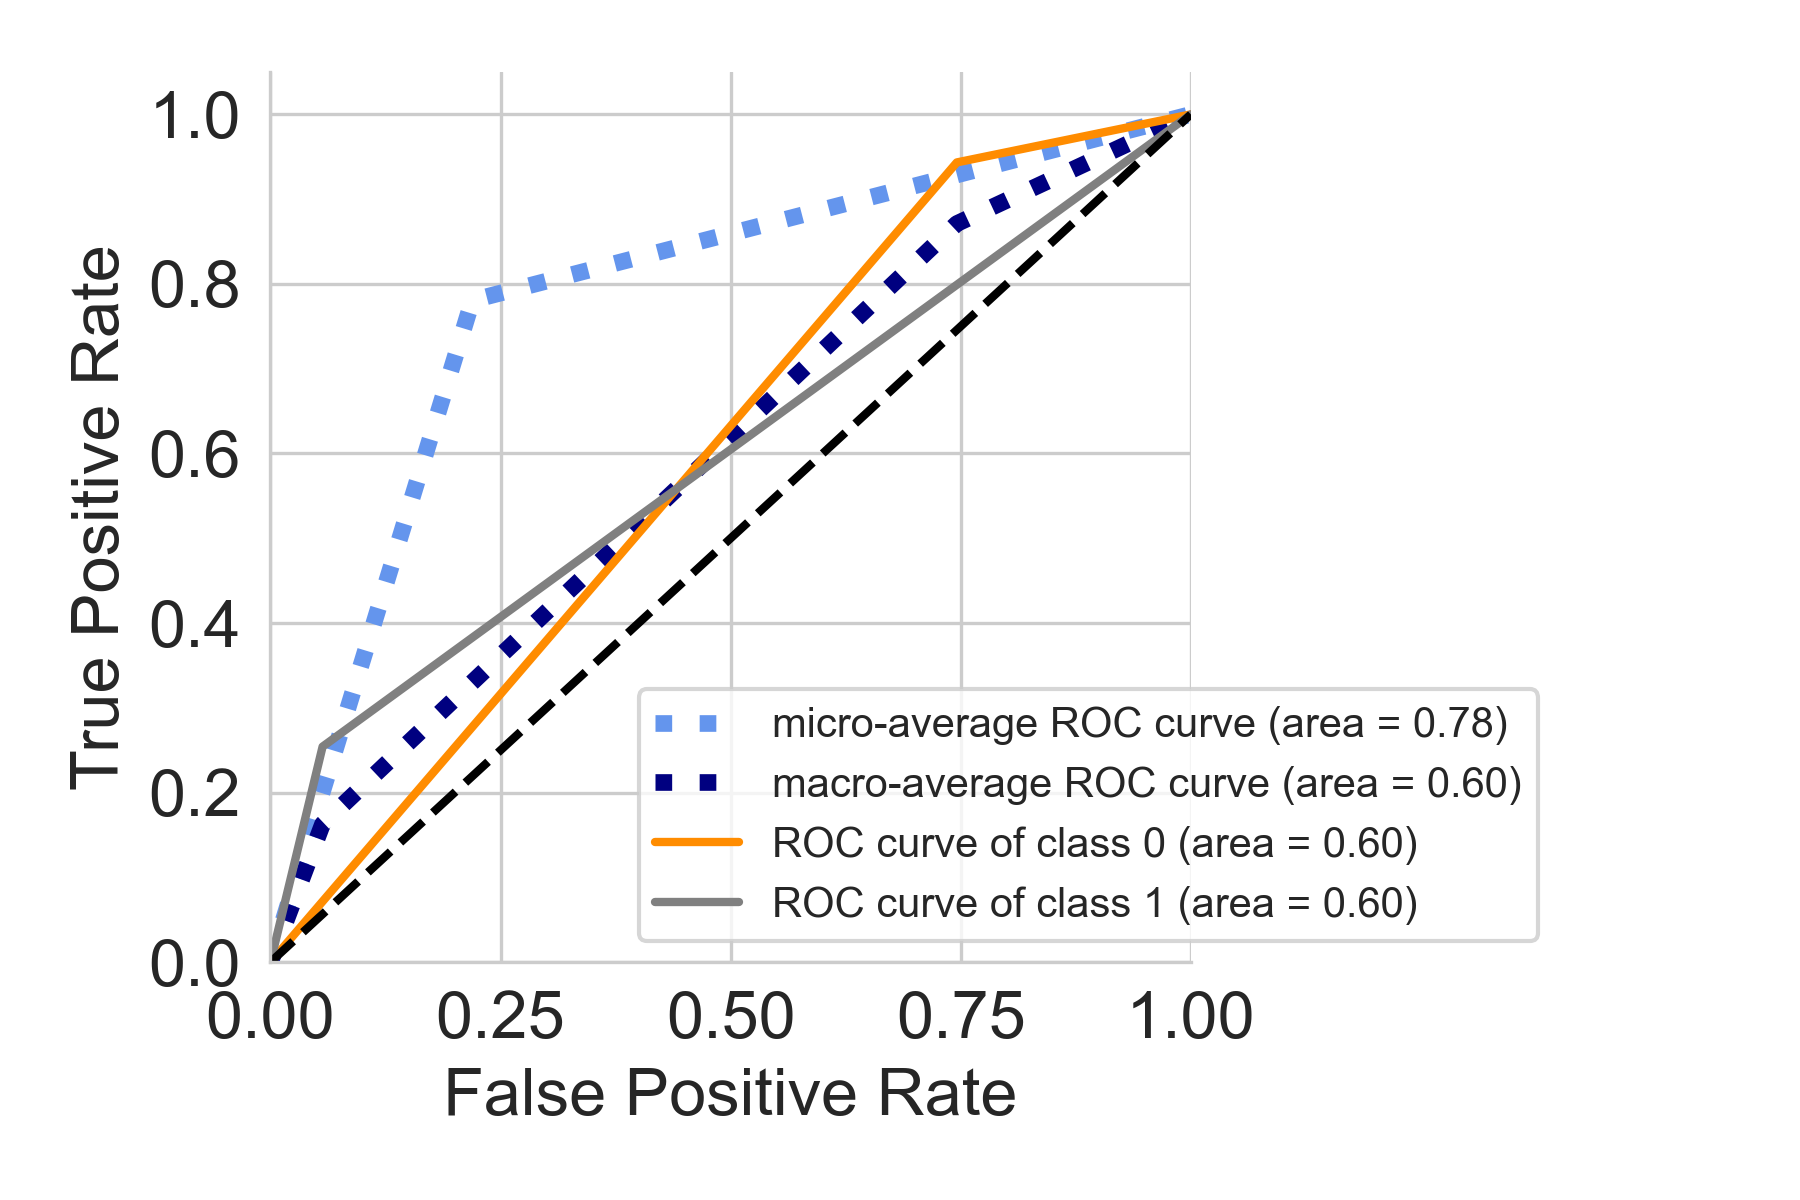 True Positive Rate
1.0
0.8
0.6
0.4
0.2
0.0
0.00 0.25 0.50 0.75 1.00
False Positive Rate
micro-average ROC curve (area = 0.78)
macro-average ROC curve (area = 0.60)
ROC curve of class 0 (area = 0.60)
ROC curve of class 1 (area = 0.60)